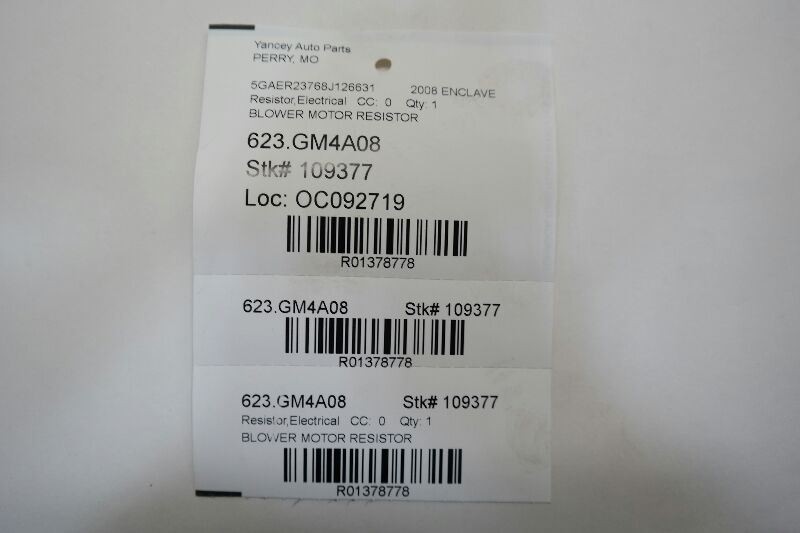 Yancey Auto Parts
PERRY, MO
5GAER23768J126631 2008 ENCLAVE
Resistor,Electrical CC: 0 Qty: 1
BLOWER MOTOR RESISTOR
623.GM4A08
Stk# 109377
Loc: OC092719
R01378778
623.GM4A08 Stk# 109377
R01378778
623.GM4A08 Stk# 109377
Resistor,Electrical CC: 0 Qty: 1
BLOWER MOTOR RESISTOR
R01378778